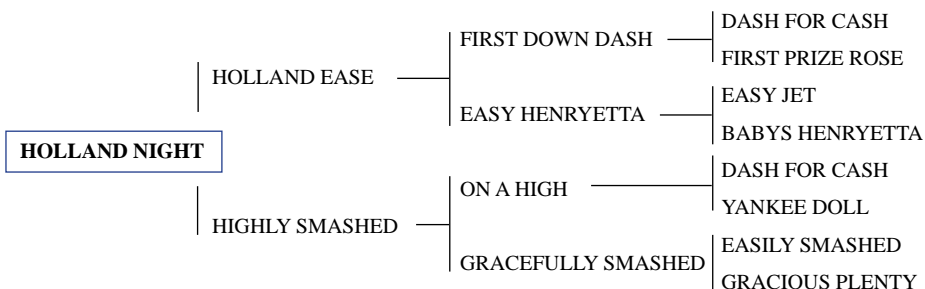 DASH FOR CASH
FIRST DOWN DASH
FIRST PRIZE ROSE
HOLLAND EASE
EASY JET
EASY HENRYETTA
BABYS HENRYETTA
HOLLAND NIGHT
DASH FOR CASH
ON A HIGH
YANKEE DOLL
HIGHLY SMASHED
EASILY SMASHED
GRACEFULLY SMASHED
GRACIOUS PLENTY